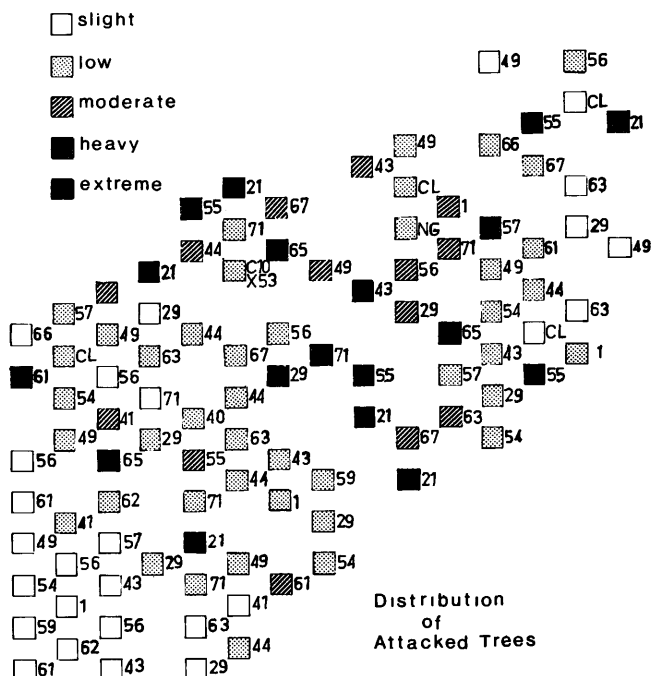 slight
low
moderate
heavy
extreme
49 56
CL
55 21
49 66
43 67
21 CL 63
55 67 1
71 NG 57 29
44 65 71 61 49
21 C10 49 56 49
X53
43 44
57 29 29 54 63
66 49 44 56 65 CL
CL 63 67 71 43 1
61 56 29 55 57 55
54 71 44 29
41 40 21 63
49 29 63 67 54
56 65 55 43
44 59 21
61 62 71 1
41 29
49 57 21
56 29 49 54
54 43 71 61
1 41
59 56 63
62 44
61 43 29
Distribution
of
Attacked Trees